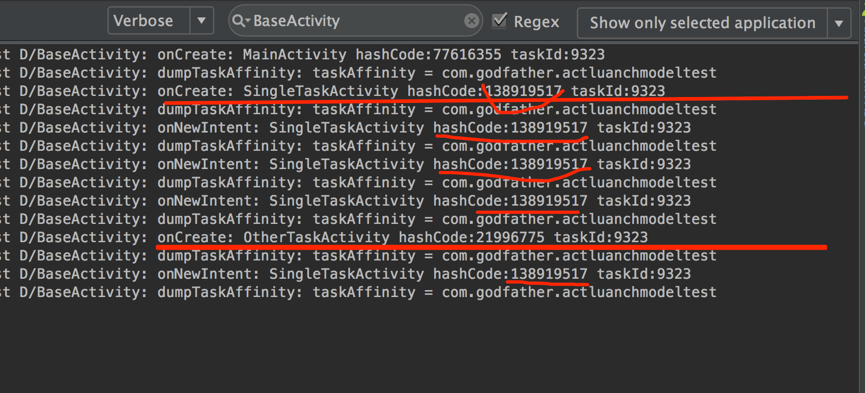 Verbose BaseActivity Regex Show only selected application
st D/BaseActivity: onCreate: MainActivity hashCode:77616355 taskId:9323
st D/BaseActivity: dumpTaskAffinity: taskAffinity = com.godfather.actluanchmodeltest
st D/BaseActivity: onCreate: SingleTaskActivity hashCode:138919517 taskId:9323
st D/BaseActivity: dumpTaskAffinity: taskAffinity = com.godfather.actluanchmodeltest
st D/BaseActivity: onNewIntent: SingleTaskActivity hashCode:138919517 taskId:9323
st D/BaseActivity: dumpTaskAffinity: taskAffinity = com.godfather.actluanchmodeltest
st D/BaseActivity: onNewIntent: SingleTaskActivity hashCode:138919517 taskId:9323
st D/BaseActivity: dumpTaskAffinity: taskAffinity = com.godfather.actluanchmodeltest
st D/BaseActivity: onNewIntent: SingleTaskActivity hashCode:138919517 taskId:9323
st D/BaseActivity: dumpTaskAffinity: taskAffinity = com.godfather.actluanchmodeltest
st D/BaseActivity: onCreate: OtherTaskActivity hashCode:21996775 taskId:9323
st D/BaseActivity: dumpTaskAffinity: taskAffinity = com.godfather.actluanchmodeltest
st D/BaseActivity: onNewIntent: SingleTaskActivity hashCode:138919517 taskId:9323
st D/BaseActivity: dumpTaskAffinity: taskAffinity = com.godfather.actluanchmodeltest